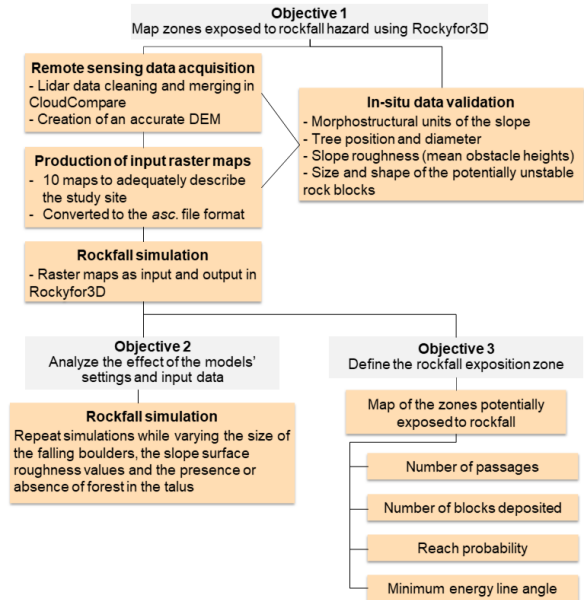 Objective 1
Map zones exposed to rockfall hazard using Rockyfor3D
Remote sensing data acquisition
- Lidar data cleaning and merging in
CloudCompare
- Creation of an accurate DEM
In-situ data validation
- Morphostructural units of the slope
- Tree position and diameter
- Slope roughness (mean obstacle heights)
- Size and shape of the potentially unstable
rock blocks
Production of input raster maps
- 10 maps to adequately describe
the study site
- Converted to the asc. file format
Rockfall simulation
- Raster maps as input and output in
Rockyfor3D
Objective 2
Analyze the effect of the models'
settings and input data
Rockfall simulation
Repeat simulations while varying the size of
the falling boulders, the slope surface
roughness values and the presence or
absence of forest in the talus
Objective 3
Define the rockfall exposition zone
Map of the zones potentially
exposed to rockfall
Number of passages
Number of blocks deposited
Reach probability
Minimum energy line angle